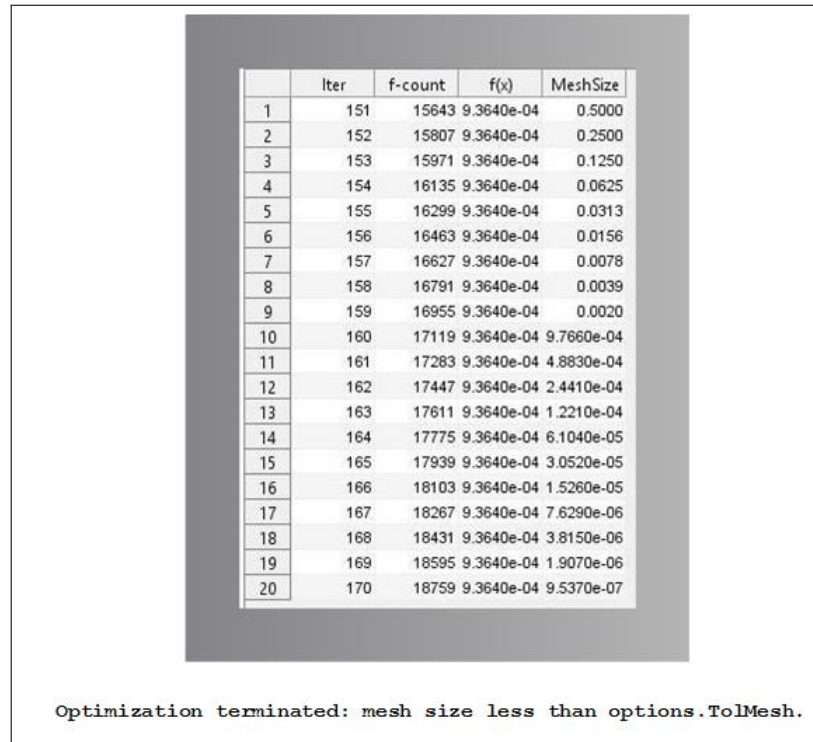 Iter f-count f(x) MeshSize
1 151 15643 9.3640e-04 0.5000
2 152 15807 9.3640e-04 0.2500
3 153 15971 9.3640e-04 0.1250
4 154 16135 9.3640e-04 0.0625
5 155 16299 9.3640e-04 0.0313
6 156 16463 9.3640e-04 0.0156
7 157 16627 9.3640e-04 0.0078
8 158 16791 9.3640e-04 0.0039
9 159 16955 9.3640e-04 0.0020
10 160 17119 9.3640e-04 9.7660e-04
11 161 17283 9.3640e-04 4.8830e-04
12 162 17447 9.3640e-04 2.4410e-04
13 163 17611 9.3640e-04 1.2210e-04
14 164 17775 9.3640e-04 6.1040e-05
15 165 17939 9.3640e-04 3.0520e-05
16 166 18103 9.3640e-04 1.5260e-05
17 167 18267 9.3640e-04 7.6290e-06
18 168 18431 9.3640e-04 3.8150e-06
19 169 18595 9.3640e-04 1.9070e-06
20 170 18759 9.3640e-04 9.5370e-07
Optimization terminated: mesh size less than options.TolMesh.